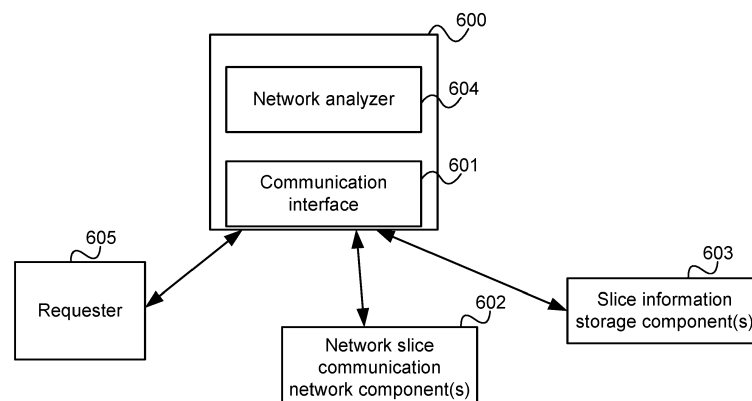 600
Network analyzer
604
601
Communication
interface
605
Requester
602
Network slice
communication
network component(s)
603
Slice information
storage component(s)